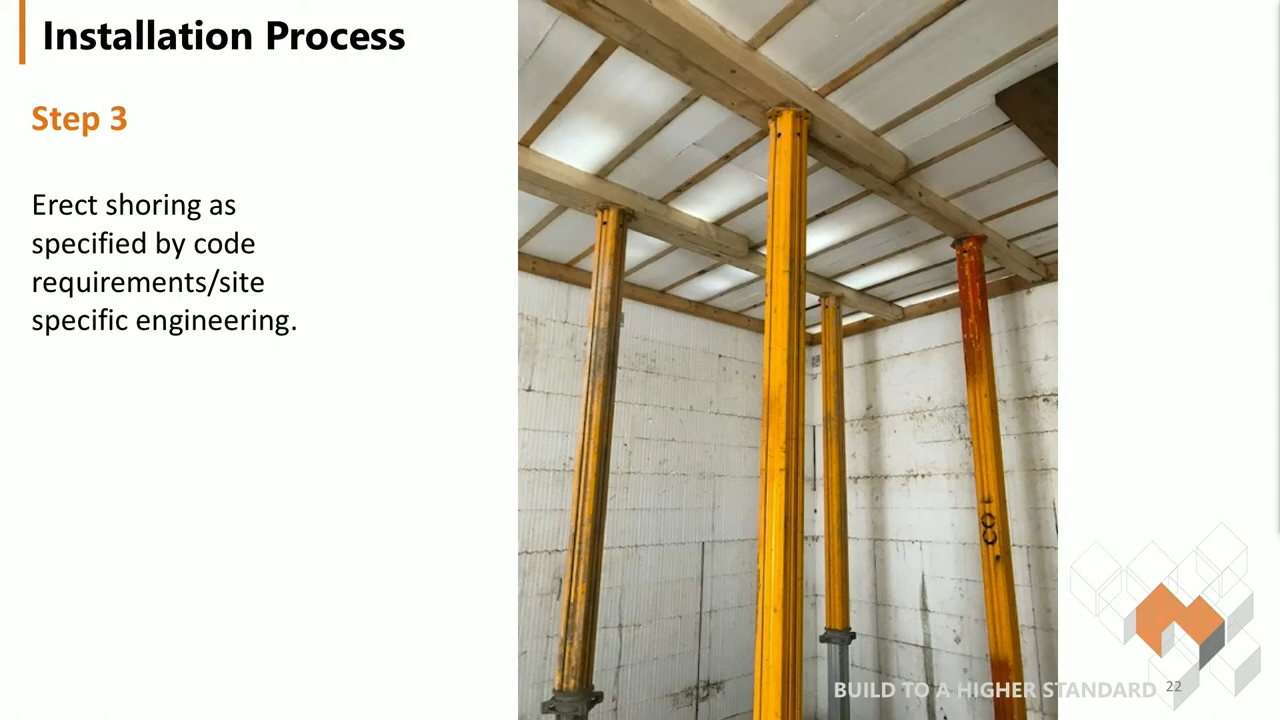 Installation Process
Step 3
Erect shoring as
specified by code
requirements/site
specific engineering.
BUILD TO A HIGHER STANDARD
22